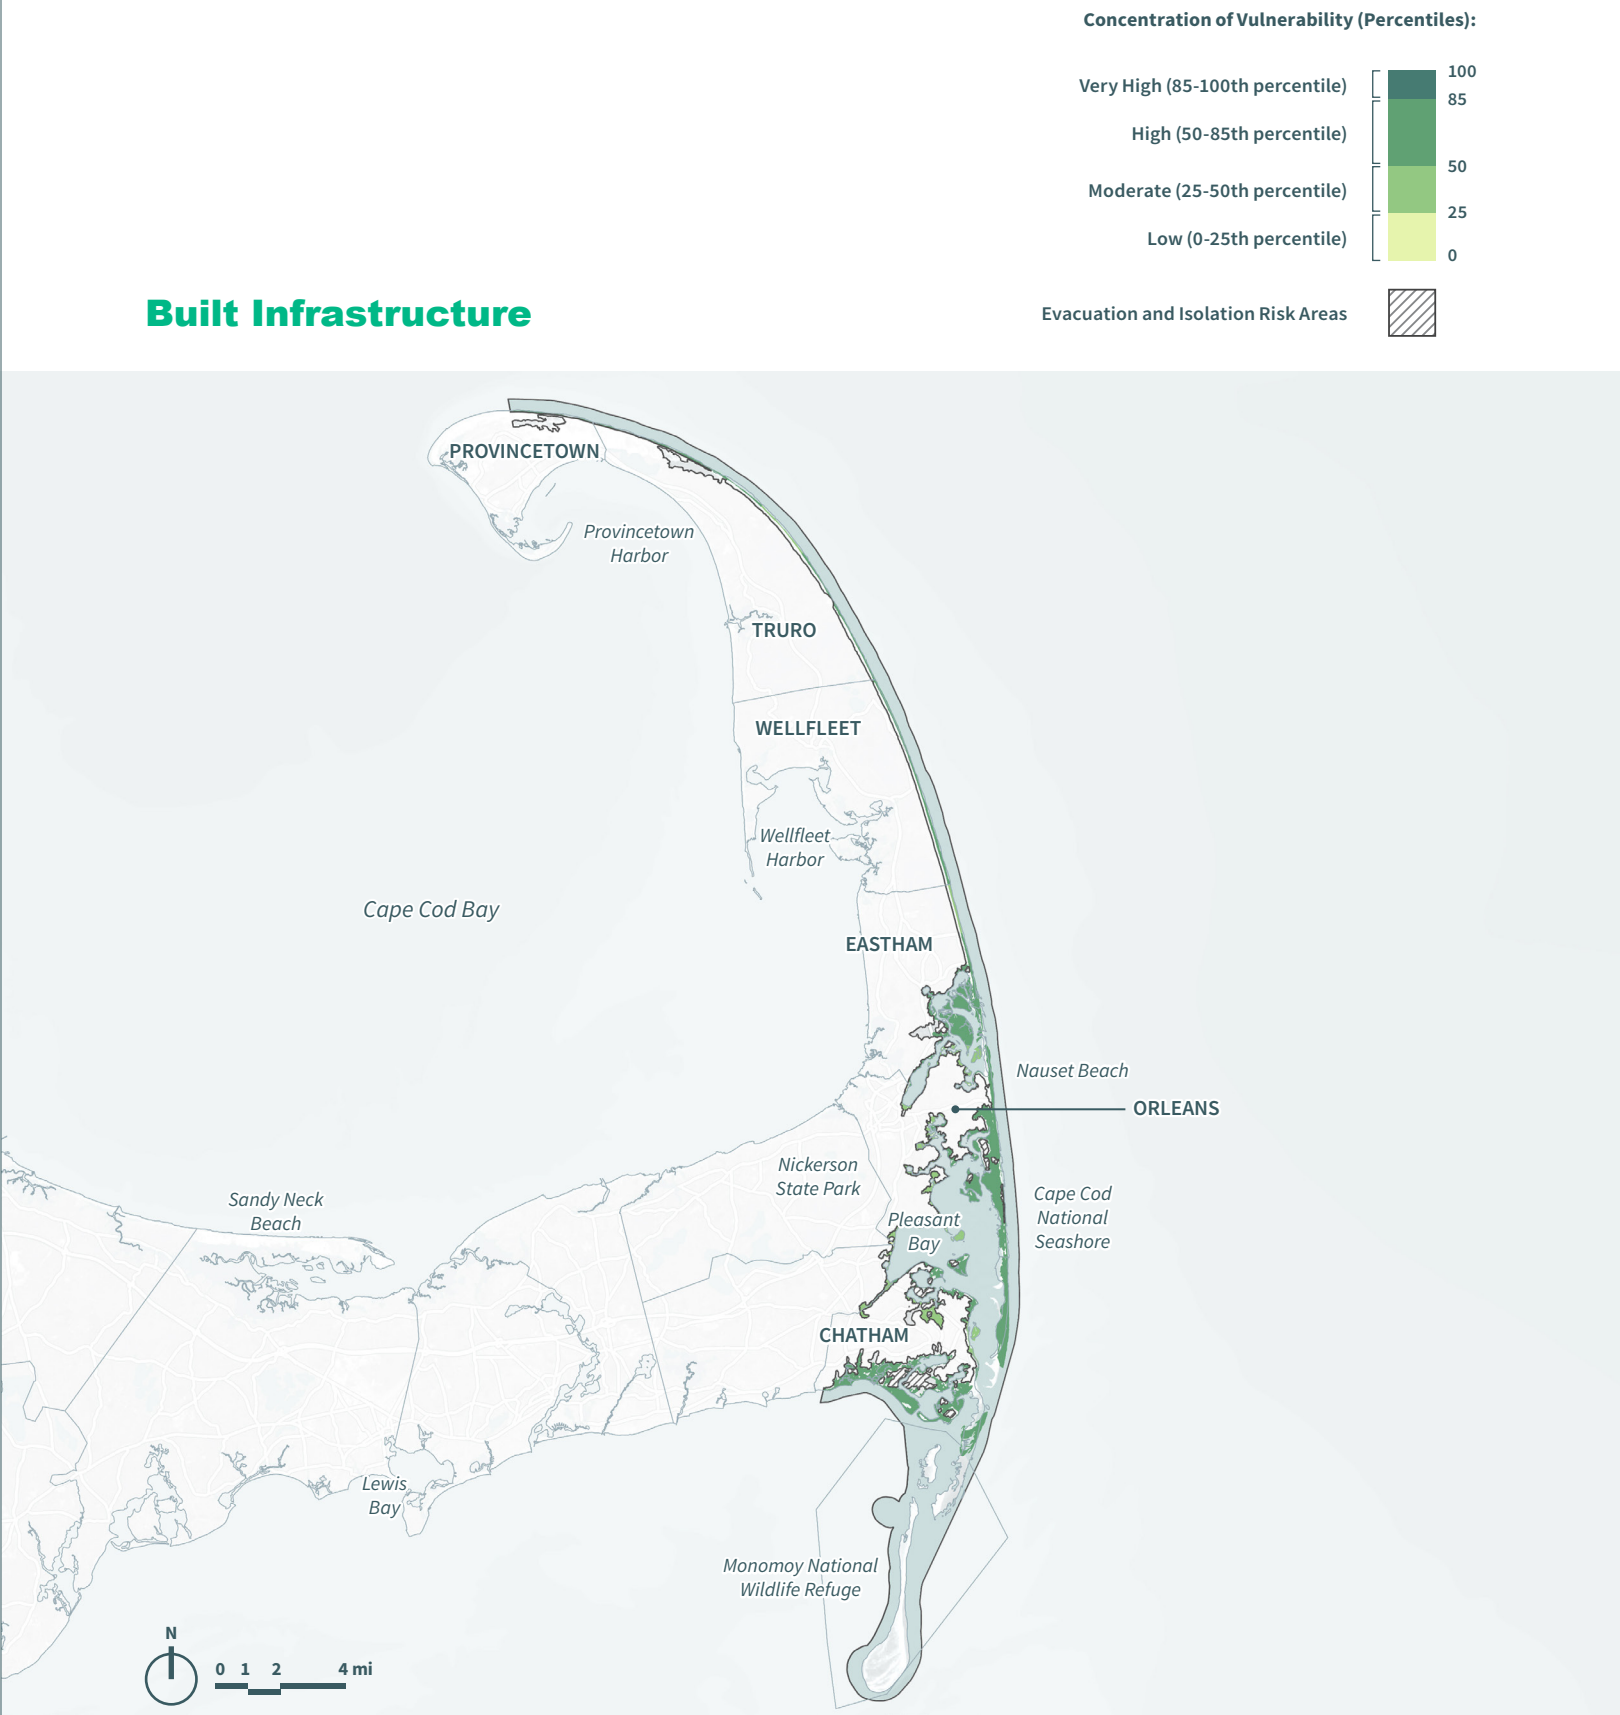 Concentration of Vulnerability (Percentiles):
Very High (85-100th percentile)
100
85
High (50-85th percentile)
50
Moderate (25-50th percentile)
25
Low (0-25th percentile)
0
Built Infrastructure
Evacuation and Isolation Risk Areas
PROVINCETOWN
Provincetown
Harbor
TRURO
WELLFLEET
Wellfleet
Harbor
Cape Cod Bay
EASTHAM
Nauset Beach
ORLEANS
Nickerson
State Park
Sandy Neck
Beach
Cape Cod
National
Seashore
Pleasant
Bay
CHATHAM
Lewis
Bay
Monomoy National
Wildlife Refuge
N
0 1 2 4 mi